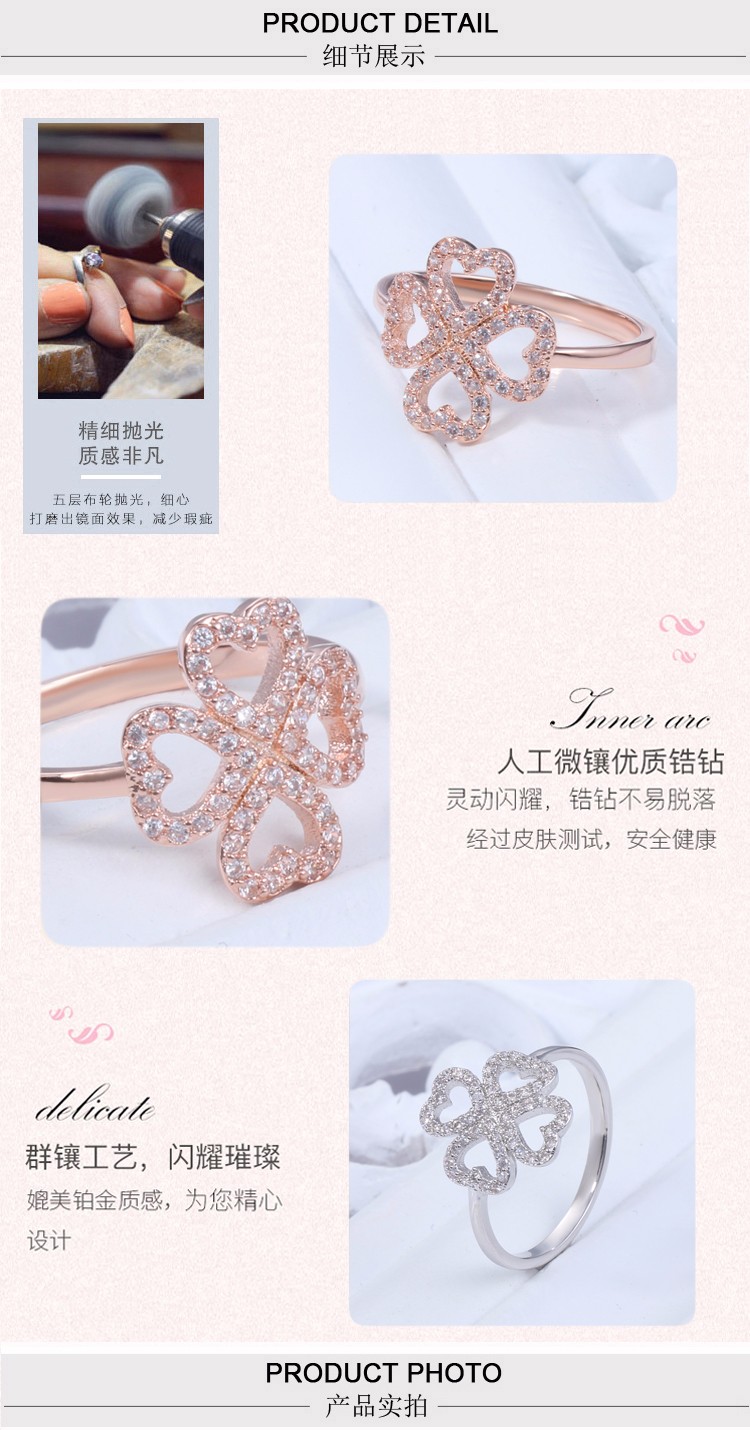 PRODUCT DETAIL
细节展示
精细抛光
质感非凡
五层布轮抛光，细心
打磨出镜面效果，减少瑕疵
Inner arc
人工微镶优质锆钻
灵动闪耀，锆钻不易脱落
经过皮肤测试，安全健康
delicate
群镶工艺，闪耀璀璨
媲美铂金质感，为您精心
设计
PRODUCT PHOTO
产品实拍